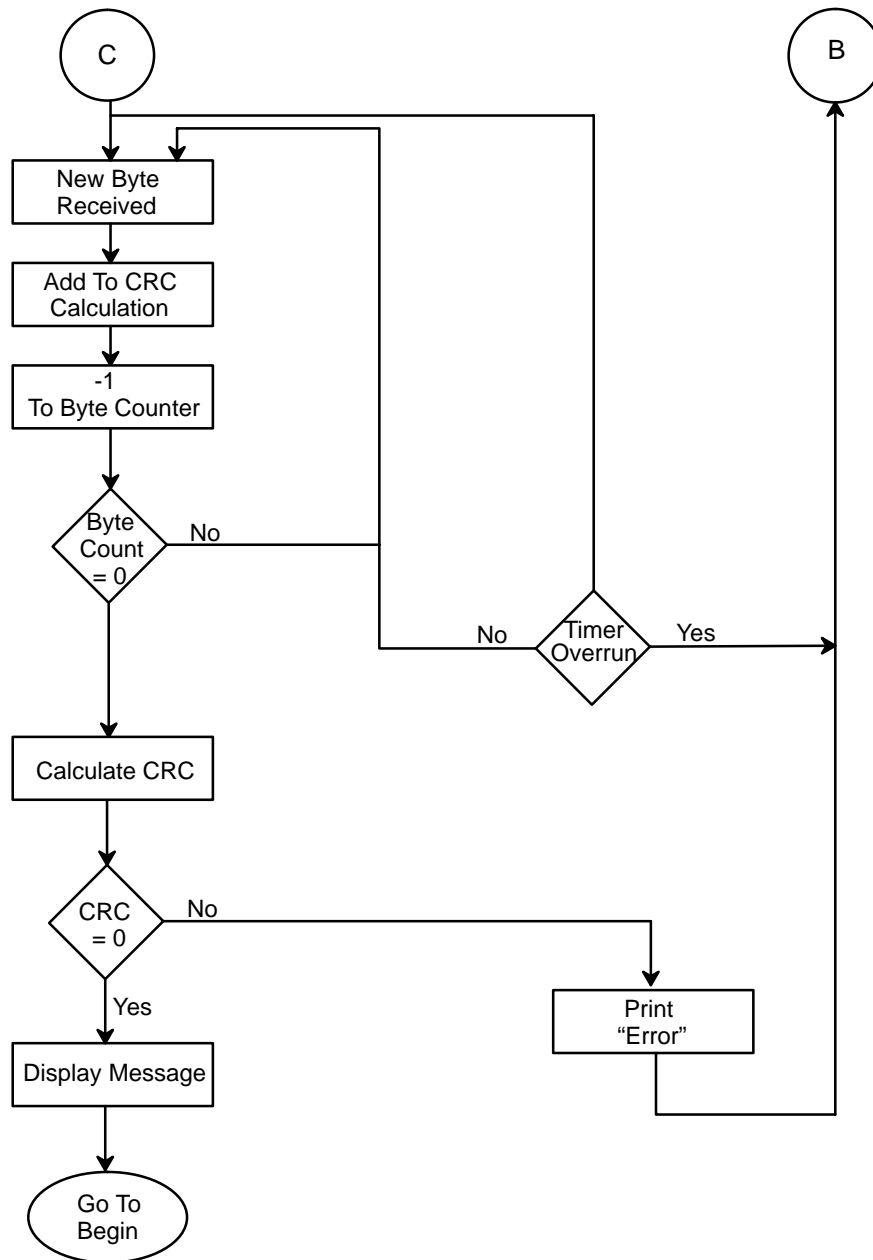 C
B
New Byte
Received
Add To CRC
Calculation
-1
To Byte Counter
Byte
Count
= 0
No
No
Timer
Overrun
Yes
Calculate CRC
CRC
= 0
No
Yes
Print
“Error”
Display Message
Go To
Begin